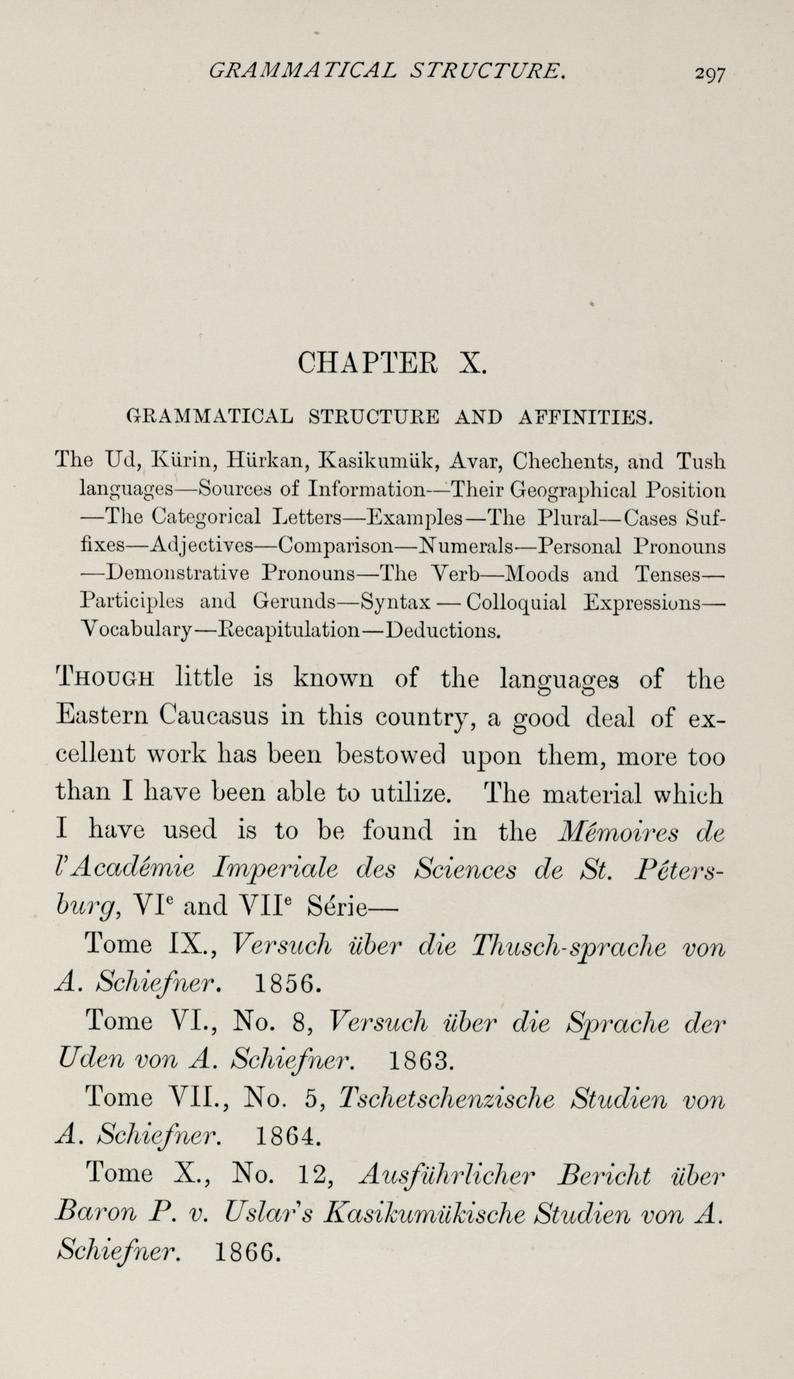 GRAMMATICAL STRUCTURE. 297
CHAPTER X.
GRAMMATICAL STRUCTURE AND AFFINITIES.
The Ud, Kürin, Hürkan, Kasikumük, Avar, Chechents, and Tush
languages—Sources of Information—Their Geographical Position
—The Categorical Letters—Examples—The Plural—Cases Suf-
fixes—Adjectives—Comparison—Numerals—Personal Pronouns
—Demonstrative Pronouns—The Verb—Moods and Tenses—
Participles and Gerunds—Syntax—Colloquial Expressions—
Vocabulary—Recapitulation—Deductions.
THOUGH little is known of the languages of the
Eastern Caucasus in this country, a good deal of ex-
cellent work has been bestowed upon them, more too
than I have been able to utilize. The material which
I have used is to be found in the Mémoires de
l'Académie Imperiale des Sciences de St. Péters-
burg, VIe and VIIe Série—
Tome IX., Versuch über die Thusch-sprache von
A. Schiefner. 1856.
Tome VI., No. 8, Versuch über die Sprache der
Uden von A. Schiefner. 1863.
Tome VII., No. 5, Tschetschenzische Studien von
A. Schiefner. 1864.
Tome X., No. 12, Ausführlicher Bericht über
Baron P. v. Uslar's Kasikumükische Studien von A.
Schiefner. 1866.